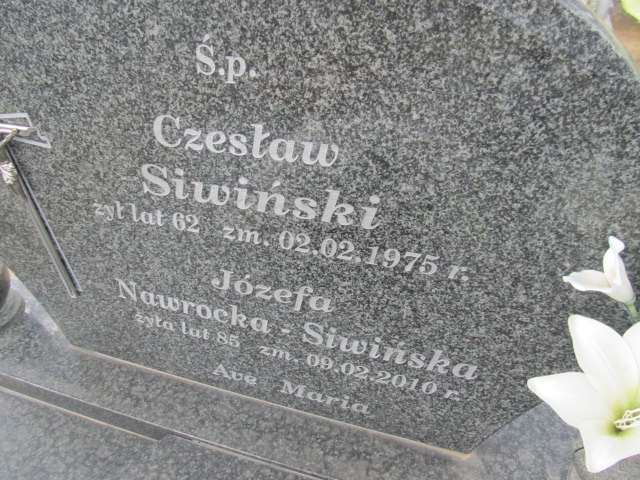 Ś.p.
Czesław
Siwiński
żył lat 62 zm. 02.02.1975 r.
Józefa
Nawrocka - Siwińska
żyła lat 85 zm. 09.02.2010 r.
Ave Maria